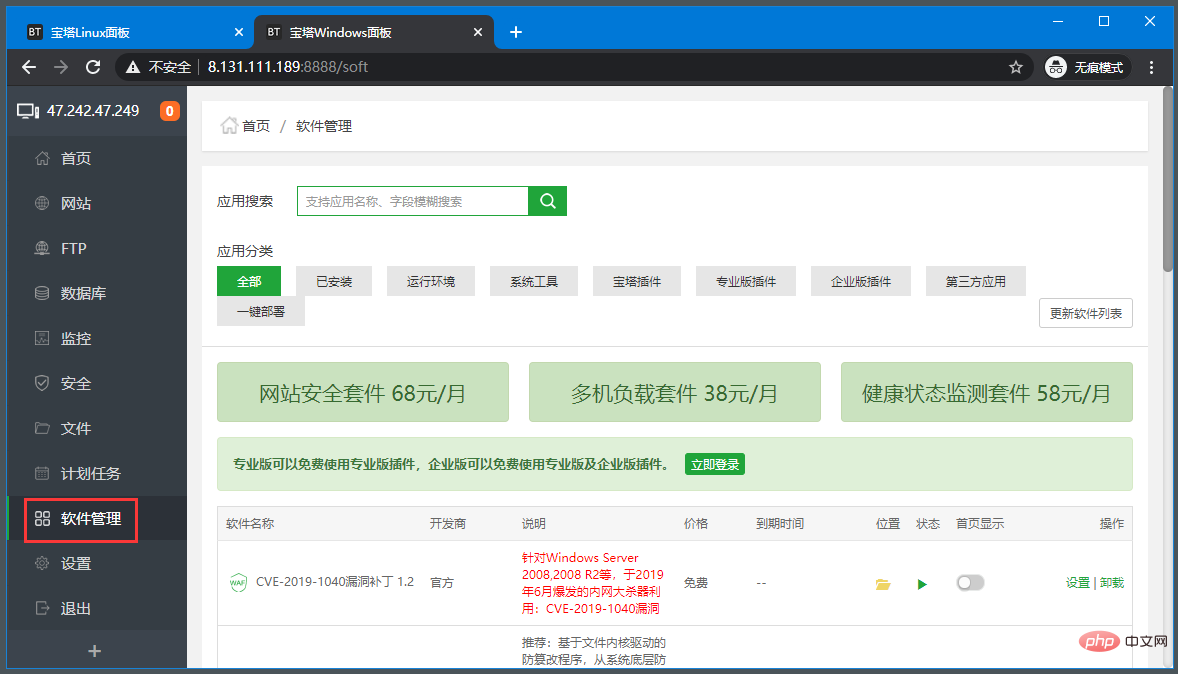 BT 宝塔Linux面板
BT 宝塔Windows面板
不安全 8.131.111.189:8888/soft
无痕模式
47.242.47.249
0
首页
网站
FTP
数据库
监控
安全
文件
计划任务
软件管理
设置
退出
首页 / 软件管理
应用搜索
支持应用名称、字段模糊搜索
应用分类
全部
已安装
运行环境
系统工具
宝塔插件
专业版插件
企业版插件
第三方应用
一键部署
更新软件列表
网站安全套件 68元/月
多机负载套件 38元/月
健康状态监测套件 58元/月
专业版可以免费使用专业版插件，企业版可以免费使用专业版及企业版插件。
立即登录
软件名称 开发商 说明 价格 到期时间 位置 状态 首页显示 操作
WAF
CVE-2019-1040漏洞补丁 1.2
官方
针对Windows Server
2008,2008 R2等，于2019
年6月爆发的内网大杀器利
用：CVE-2019-1040漏洞
免费
--
设置 | 卸载
推荐：基于文件内核驱动的
防篡改程序，从系统底层防
php 中文网